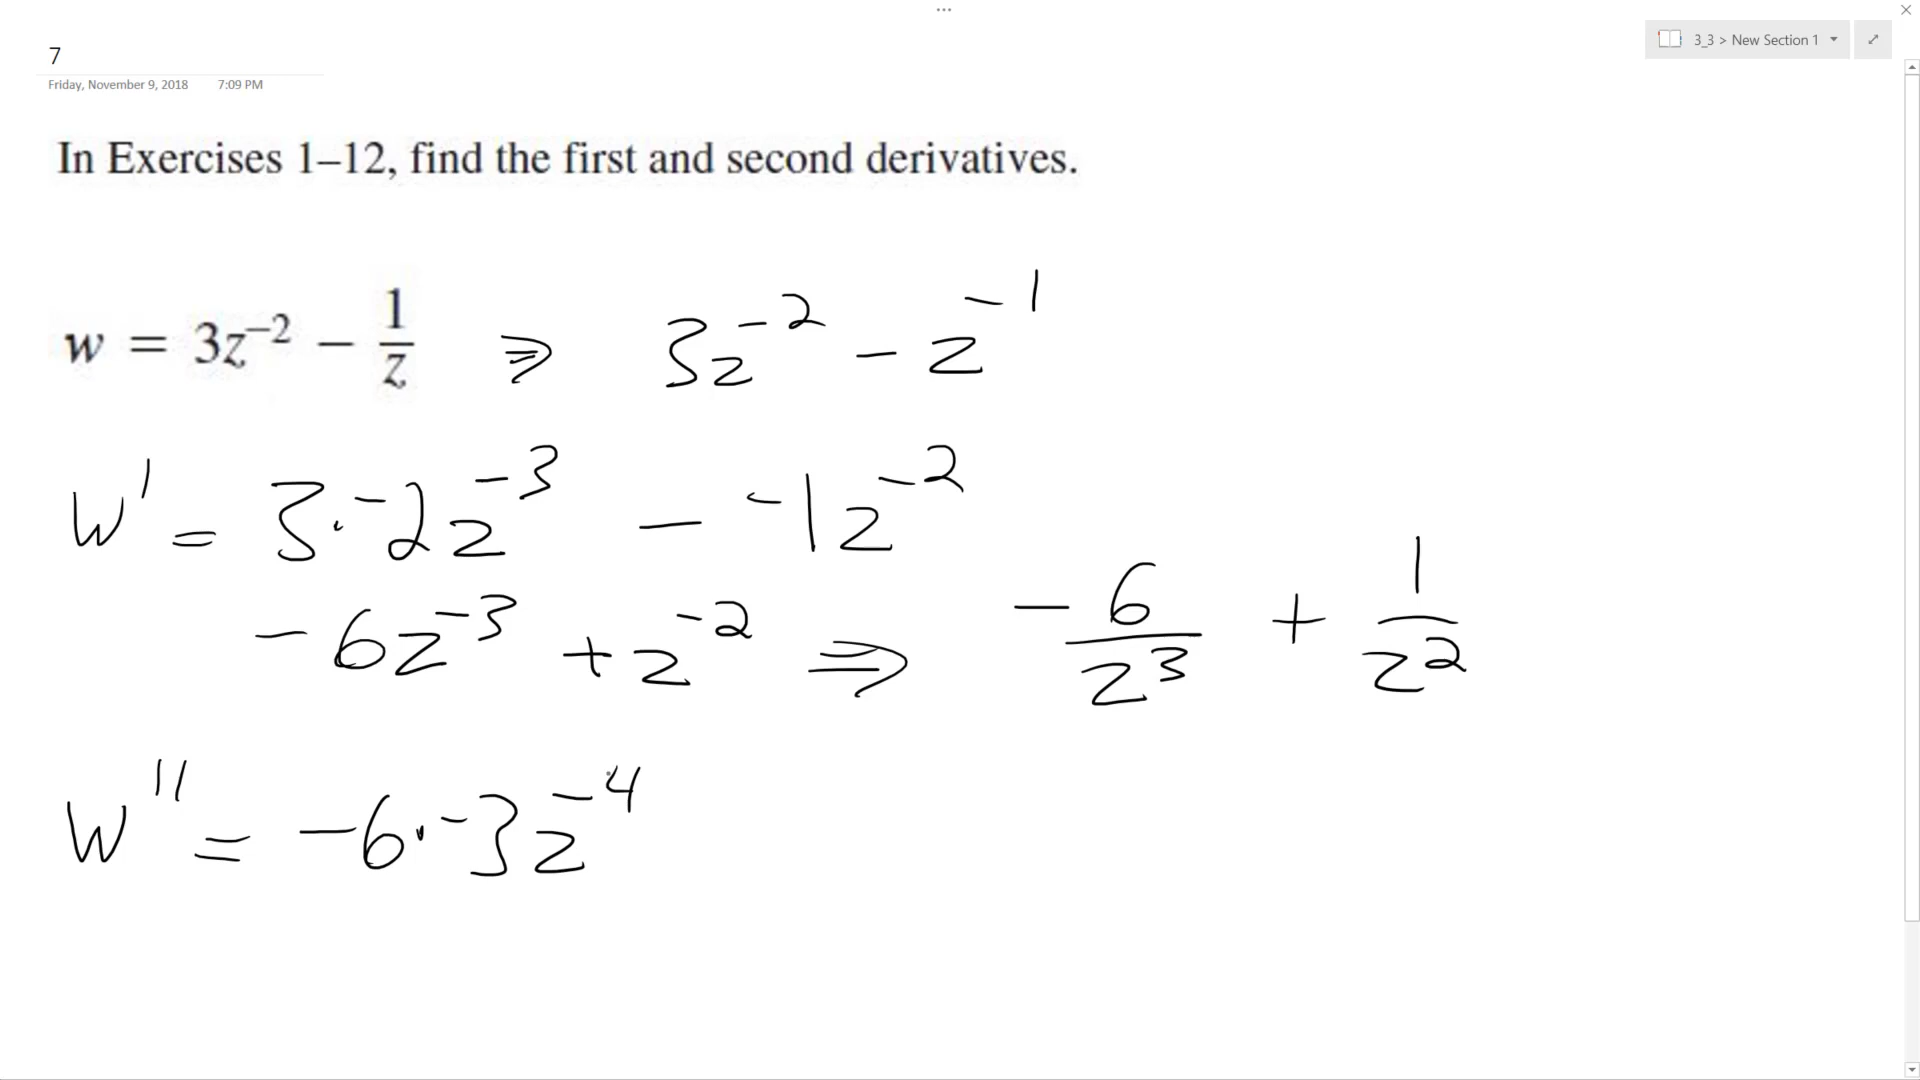 ...
3_3 > New Section 1
7
Friday, November 9, 2018 7:09 PM
In Exercises 1–12, find the first and second derivatives.
w = 3z⁻² − 1/z ⇒ 3z⁻² − z⁻¹
w' = 3·⁻2z⁻³ − ⁻1z⁻²
−6z⁻³ + z⁻² ⇒ −6/z³ + 1/z²
w'' = −6·⁻3z⁻⁴